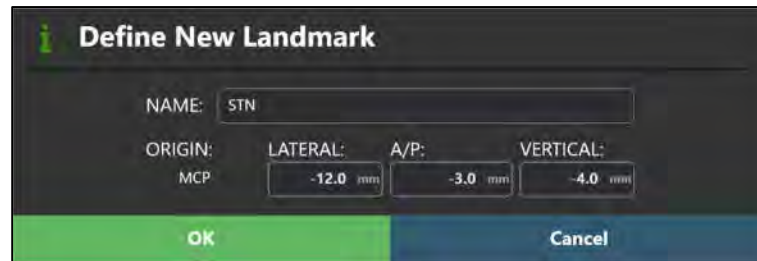 Define New Landmark
NAME: STN
ORIGIN: LATERAL: A/P: VERTICAL:
MCP -12.0 mm -3.0 mm -4.0 mm
OK Cancel